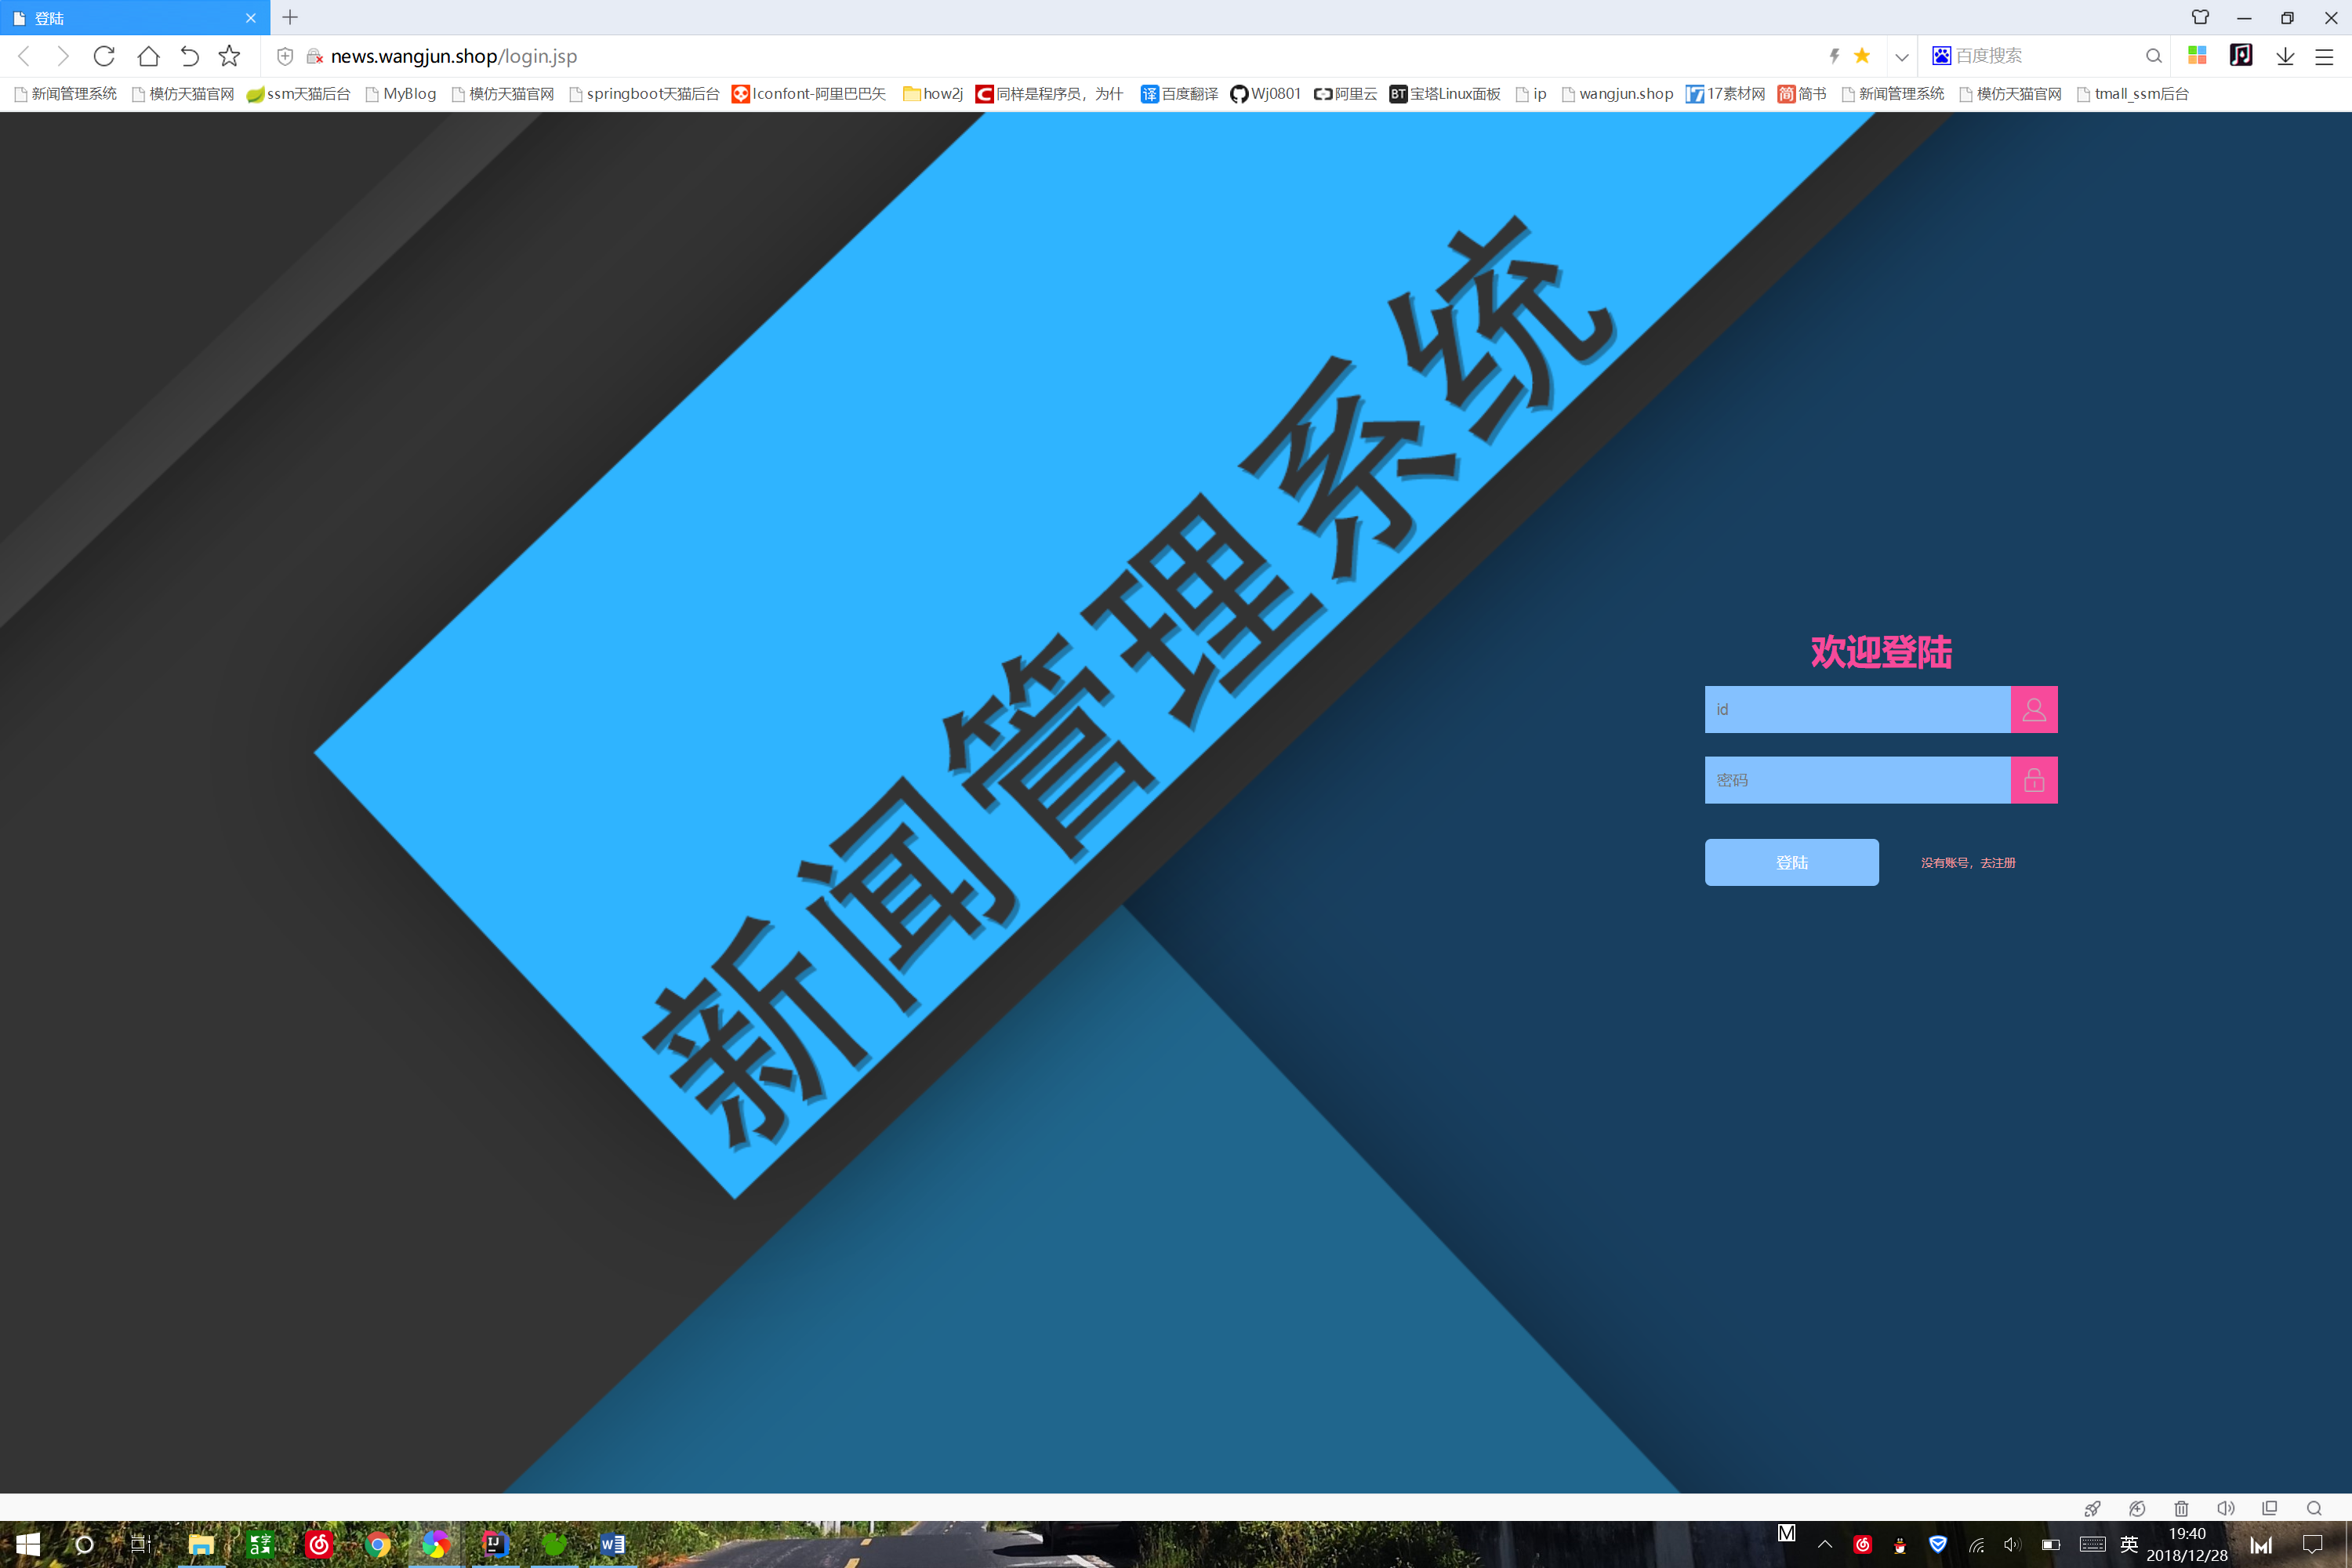 登陆
news.wangjun.shop/login.jsp
百度搜索
新闻管理系统 模仿天猫官网 ssm天猫后台 MyBlog 模仿天猫官网 springboot天猫后台 Iconfont-阿里巴巴矢 how2j 同样是程序员，为什 译 百度翻译 Wj0801 阿里云 BT 宝塔Linux面板 ip wangjun.shop 17素材网 简 简书 新闻管理系统 模仿天猫官网 tmall_ssm后台
新闻管理系统
欢迎登陆
id
密码
登陆 没有账号，去注册
M 英 19:40
2018/12/28